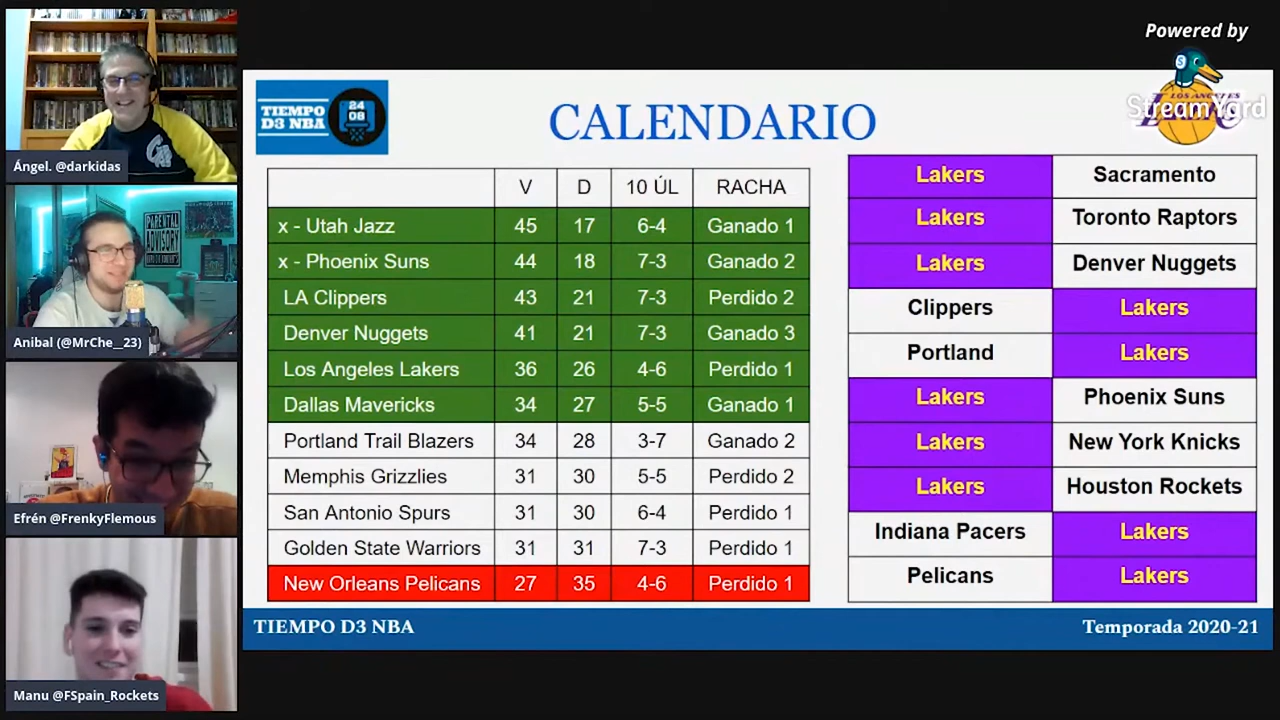 Powered by
StreamYard
LOS ANGELES
TIEMPO
D3 NBA
24
08
CALENDARIO
V D 10 ÚL RACHA
x - Utah Jazz 45 17 6-4 Ganado 1
x - Phoenix Suns 44 18 7-3 Ganado 2
LA Clippers 43 21 7-3 Perdido 2
Denver Nuggets 41 21 7-3 Ganado 3
Los Angeles Lakers 36 26 4-6 Perdido 1
Dallas Mavericks 34 27 5-5 Ganado 1
Portland Trail Blazers 34 28 3-7 Ganado 2
Memphis Grizzlies 31 30 5-5 Perdido 2
San Antonio Spurs 31 30 6-4 Perdido 1
Golden State Warriors 31 31 7-3 Perdido 1
New Orleans Pelicans 27 35 4-6 Perdido 1
Lakers Sacramento
Lakers Toronto Raptors
Lakers Denver Nuggets
Clippers Lakers
Portland Lakers
Lakers Phoenix Suns
Lakers New York Knicks
Lakers Houston Rockets
Indiana Pacers Lakers
Pelicans Lakers
TIEMPO D3 NBA
Temporada 2020-21
Ángel. @darkidas
PARENTAL
ADVISORY
Anibal (@MrChe__23)
Efrén @FrenkyFlemous
Manu @FSpain_Rockets